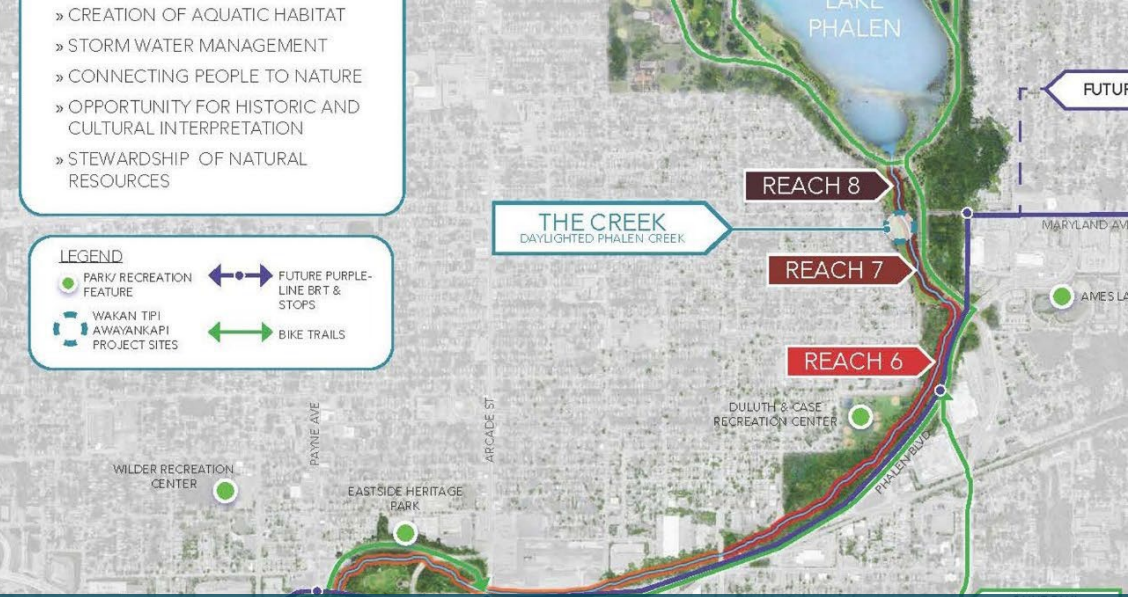 » CREATION OF AQUATIC HABITAT
» STORM WATER MANAGEMENT
» CONNECTING PEOPLE TO NATURE
» OPPORTUNITY FOR HISTORIC AND
CULTURAL INTERPRETATION
» STEWARDSHIP OF NATURAL
RESOURCES
LEGEND
PARK/ RECREATION
FEATURE
FUTURE PURPLE-
LINE BRT &
STOPS
WAKAN TIPI
AWAYANKAPI
PROJECT SITES
BIKE TRAILS
LAKE
PHALEN
FUTUR
REACH 8
THE CREEK
DAYLIGHTED PHALEN CREEK
MARYLAND AV
REACH 7
AMES LA
REACH 6
DULUTH & CASE
RECREATION CENTER
PAYNE AVE
ARCADE ST
PHALEN BLVD
WILDER RECREATION
CENTER
EASTSIDE HERITAGE
PARK